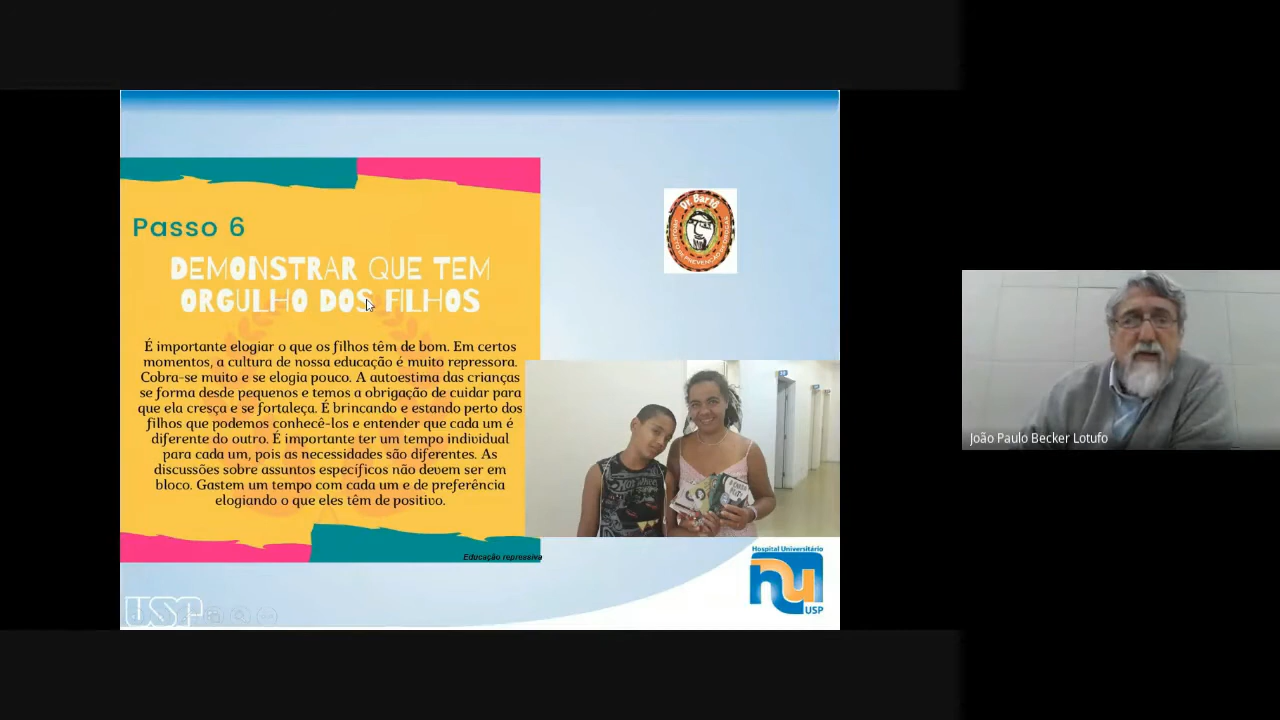 Passo 6
DEMONSTRAR QUE TEM
ORGULHO DOS FILHOS
É importante elogiar o que os filhos têm de bom. Em certos
momentos, a cultura de nossa educação é muito repressora.
Cobra-se muito e se elogia pouco. A autoestima das crianças
se forma desde pequenos e temos a obrigação de cuidar para
que ela cresça e se fortaleça. É brincando e estando perto dos
filhos que podemos conhecê-los e entender que cada um é
diferente do outro. É importante ter um tempo individual
para cada um, pois as necessidades são diferentes. As
discussões sobre assuntos específicos não devem ser em
bloco. Gastem um tempo com cada um e de preferência
elogiando o que eles têm de positivo.
Educação repressiva
Dr Bartô
Hospital Universitário
hu
USP
USP
João Paulo Becker Lotufo